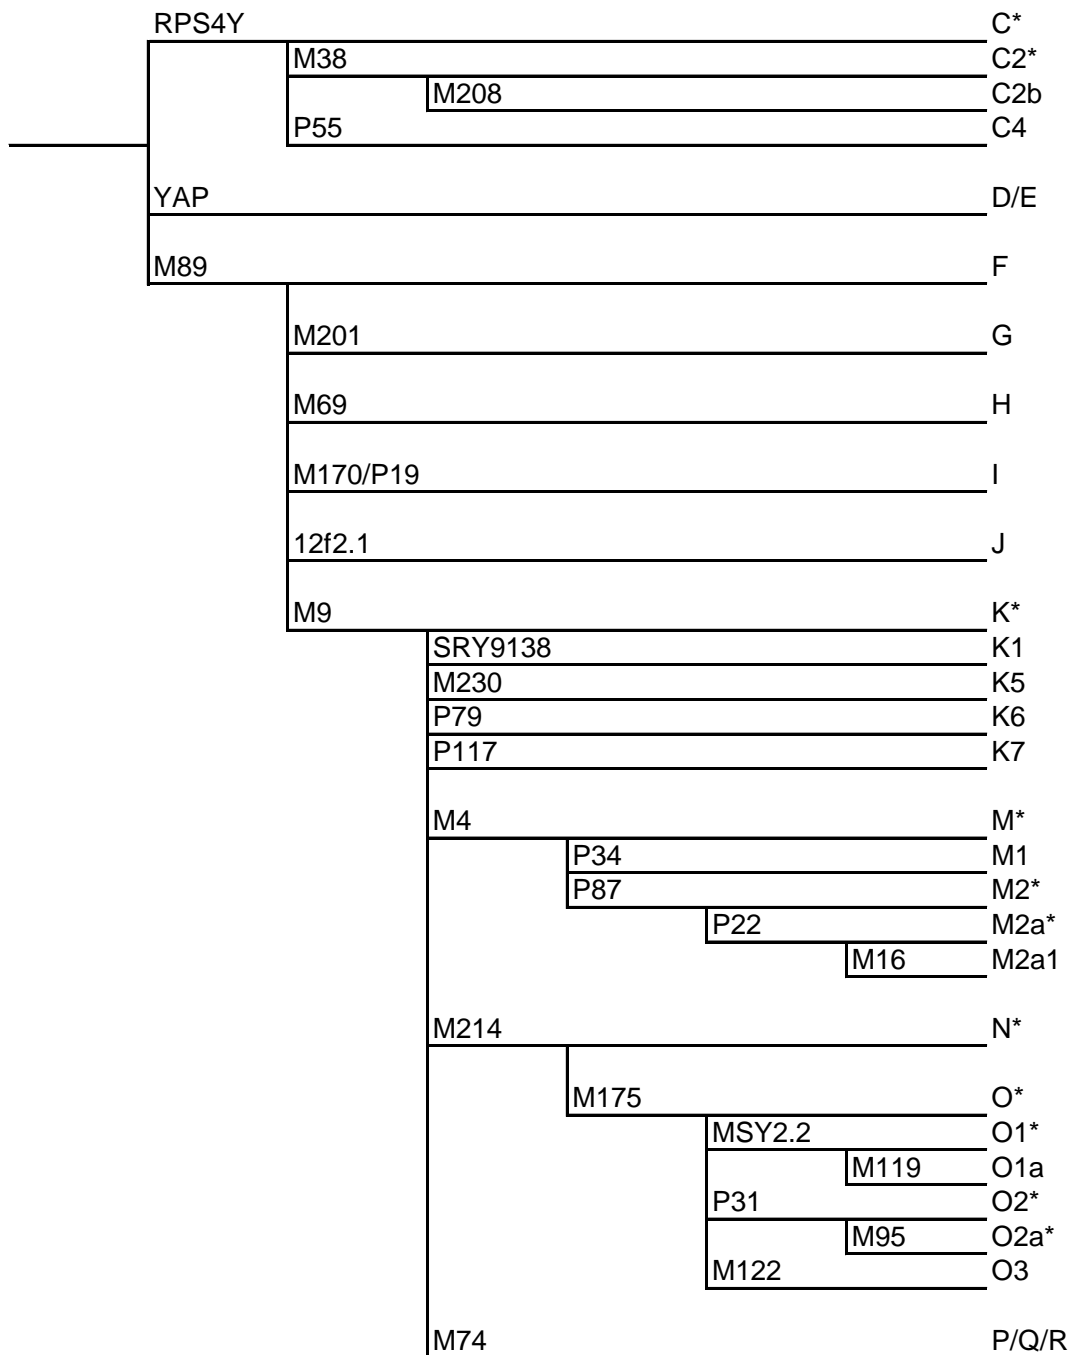 RPS4Y C*
M38 C2*
M208 C2b
P55 C4
YAP D/E
M89 F
M201 G
M69 H
M170/P19 I
12f2.1 J
M9 K*
SRY9138 K1
M230 K5
P79 K6
P117 K7
M4 M*
P34 M1
P87 M2*
P22 M2a*
M16 M2a1
M214 N*
M175 O*
MSY2.2 O1*
M119 O1a
P31 O2*
M95 O2a*
M122 O3
M74 P/Q/R